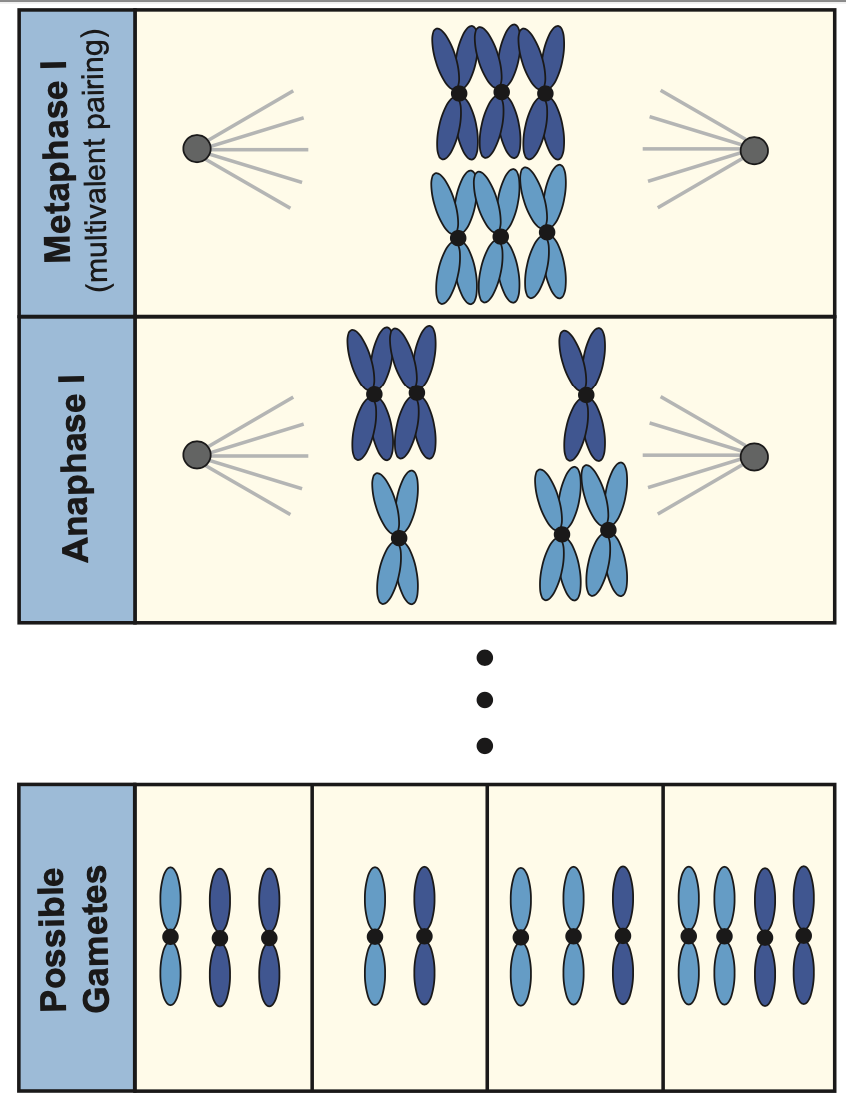 Metaphase I
(multivalent pairing)
Anaphase I
Possible
Gametes